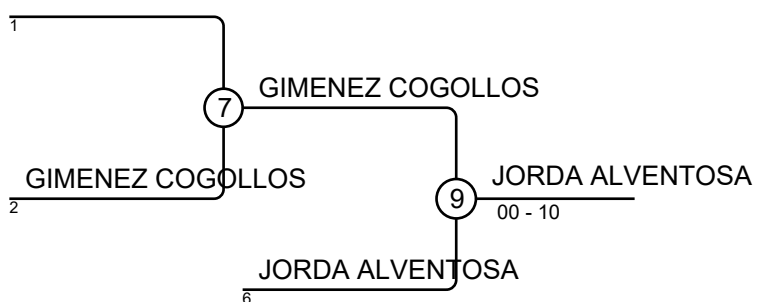 1
7
GIMENEZ COGOLLOS
GIMENEZ COGOLLOS
2
9
JORDA ALVENTOSA
00 - 10
JORDA ALVENTOSA
6